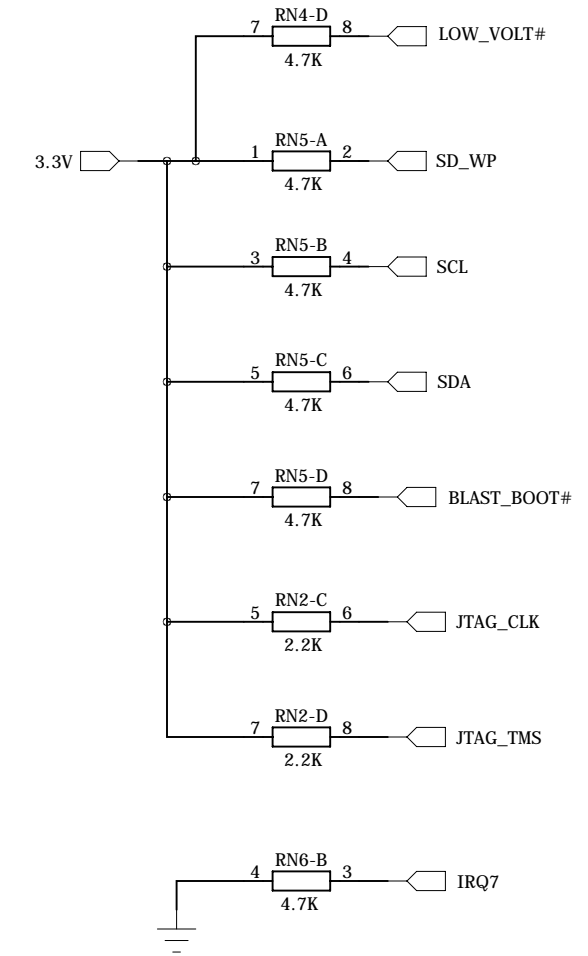 RN4-D
7 8 LOW_VOLT#
4.7K
RN5-A
3.3V 1 2 SD_WP
4.7K
RN5-B
3 4 SCL
4.7K
RN5-C
5 6 SDA
4.7K
RN5-D
7 8 BLAST_BOOT#
4.7K
RN2-C
5 6 JTAG_CLK
2.2K
RN2-D
7 8 JTAG_TMS
2.2K
RN6-B
4 3 IRQ7
4.7K